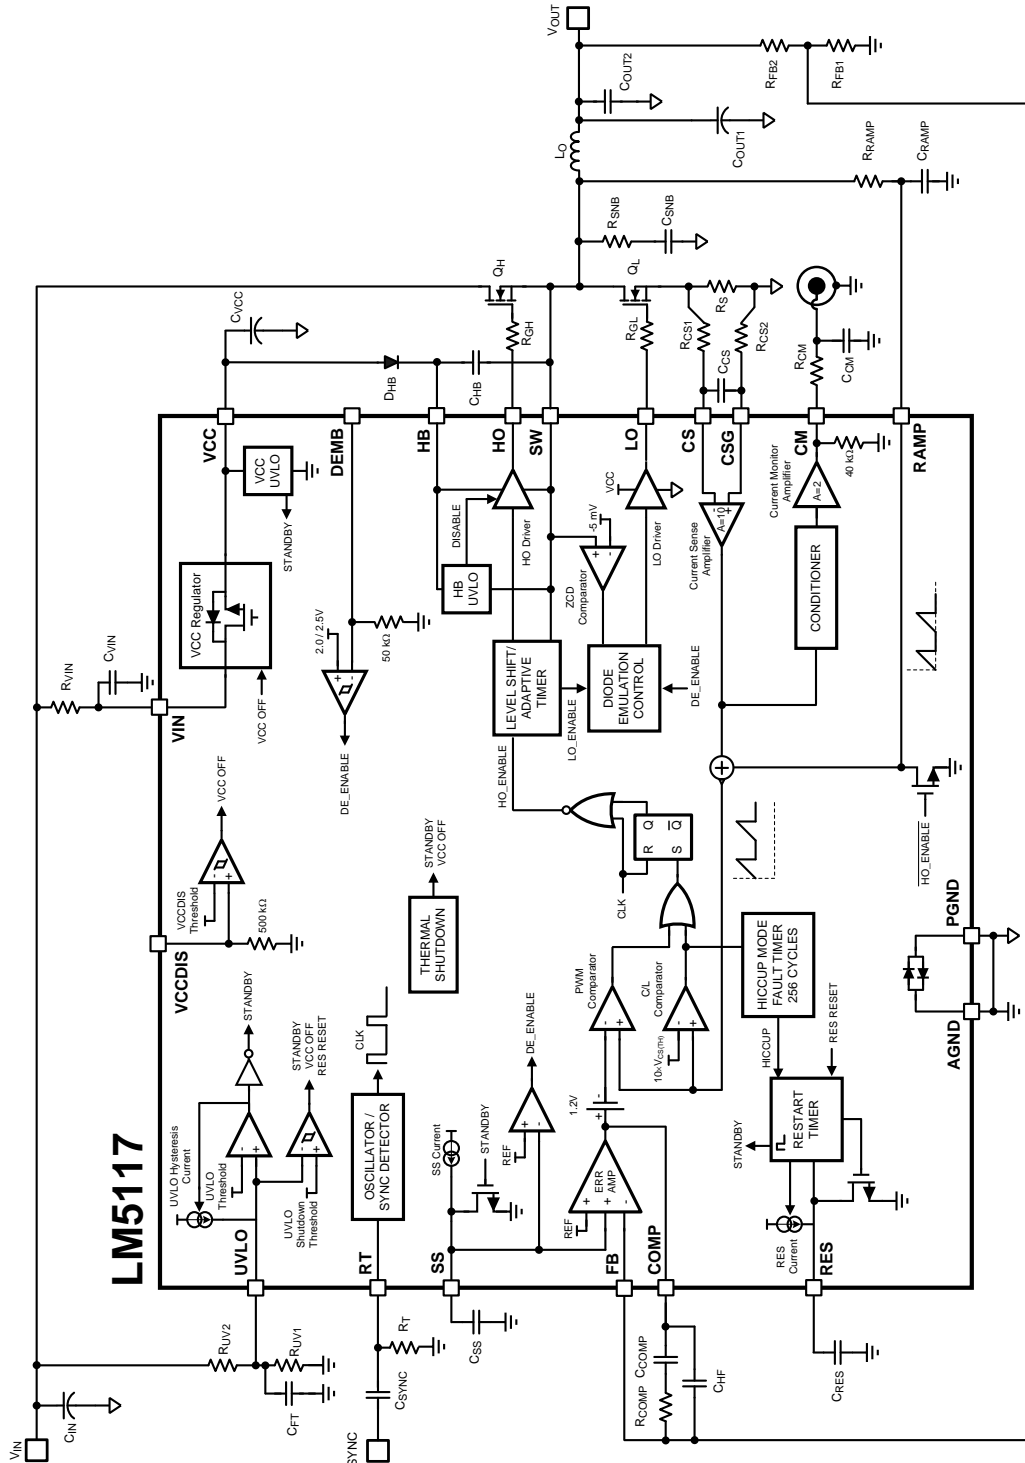 LM5117
VIN
CIN
RUV2
RUV1
CFT
UVLO
UVLO Hysteresis
Current
UVLO
Threshold
UVLO
Shutdown
Threshold
STANDBY
STANDBY
VCC OFF
RES RESET
VCCDIS
VCCDIS
Threshold
500 kΩ
VCC OFF
RVIN
CVIN
VIN
VCC OFF
VCC Regulator
VCC
UVLO
STANDBY
VCC
CVCC
SYNC
CSYNC
RT
RT
OSCILLATOR /
SYNC DETECTOR
CLK
THERMAL
SHUTDOWN
STANDBY
VCC OFF
DE_ENABLE
2.0 / 2.5V
50 kΩ
DEMB
DHB
HB
CHB
HB
UVLO
DISABLE
HO Driver
HO
RGH
QH
SW
CSS
SS
SS Current
STANDBY
REF
DE_ENABLE
HO_ENABLE
LEVEL SHIFT/
ADAPTIVE
TIMER
LO_ENABLE
DIODE
EMULATION
CONTROL
DE_ENABLE
ZCD
Comparator
-5 mV
VCC
LO Driver
LO
RGL
QL
RSNB
CSNB
LO
COUT1
COUT2
VOUT
REF
ERR
AMP
1.2V
FB
COMP
RCOMP
CCOMP
CHF
PWM
Comparator
C/L
Comparator
10xVCS(TH)
CLK
R
Q
S
Q
Current Sense
Amplifier
A=10
CS
CSG
RCS1
RCS2
CCS
RS
HICCUP MODE
FAULT TIMER
256 CYCLES
HICCUP
STANDBY
RESTART
TIMER
RES RESET
RES
Current
RES
CRES
CONDITIONER
Current Monitor
Amplifier
A=2
40 kΩ
CM
RCM
CCM
AGND
PGND
HO_ENABLE
RAMP
RRAMP
CRAMP
RFB2
RFB1